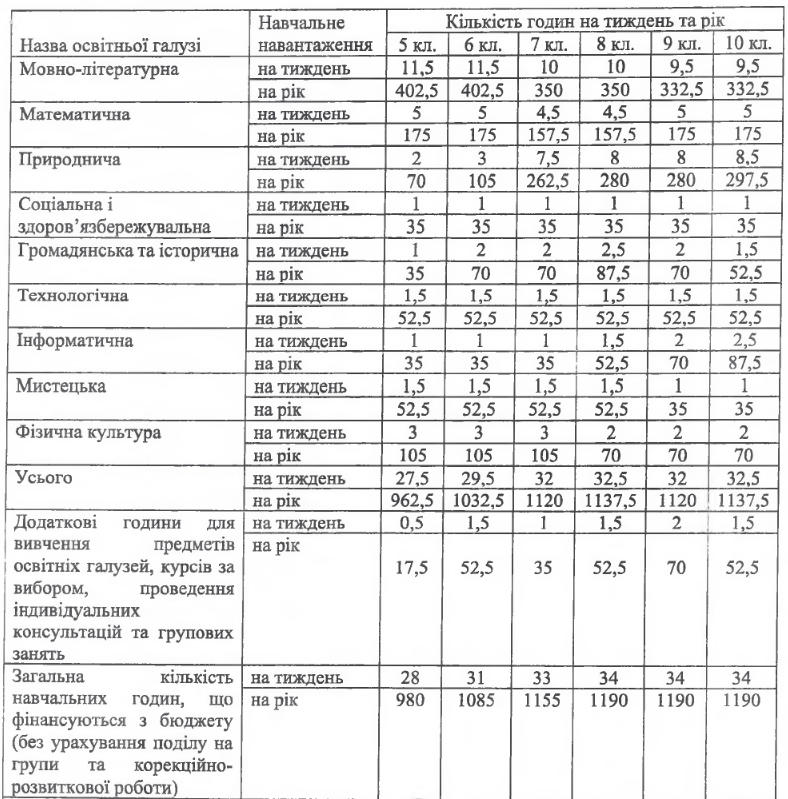 Назва освітньої галузі Навчальне навантаження Кількість годин на тиждень та рік
5 кл. 6 кл. 7 кл. 8 кл. 9 кл. 10 кл.
Мовно-літературна на тиждень 11,5 11,5 10 10 9,5 9,5
на рік 402,5 402,5 350 350 332,5 332,5
Математична на тиждень 5 5 4,5 4,5 5 5
на рік 175 175 157,5 157,5 175 175
Природнича на тиждень 2 3 7,5 8 8 8,5
на рік 70 105 262,5 280 280 297,5
Соціальна і на тиждень 1 1 1 1 1 1
здоров’язбережувальна на рік 35 35 35 35 35 35
Громадянська та історична на тиждень 1 2 2 2,5 2 1,5
на рік 35 70 70 87,5 70 52,5
Технологічна на тиждень 1,5 1,5 1,5 1,5 1,5 1,5
на рік 52,5 52,5 52,5 52,5 52,5 52,5
Інформатична на тиждень 1 1 1 1,5 2 2,5
на рік 35 35 35 52,5 70 87,5
Мистецька на тиждень 1,5 1,5 1,5 1,5 1 1
на рік 52,5 52,5 52,5 52,5 35 35
Фізична культура на тиждень 3 3 3 2 2 2
на рік 105 105 105 70 70 70
Усього на тиждень 27,5 29,5 32 32,5 32 32,5
на рік 962,5 1032,5 1120 1137,5 1120 1137,5
Додаткові години для на тиждень 0,5 1,5 1 1,5 2 1,5
вивчення предметів на рік
освітніх галузей, курсів за 17,5 52,5 35 52,5 70 52,5
вибором, проведення
індивідуальних
консультацій та групових
занять
Загальна кількість на тиждень 28 31 33 34 34 34
навчальних годин, що на рік 980 1085 1155 1190 1190 1190
фінансуються з бюджету
(без урахування поділу на
групи та корекційно-
розвиткової роботи)